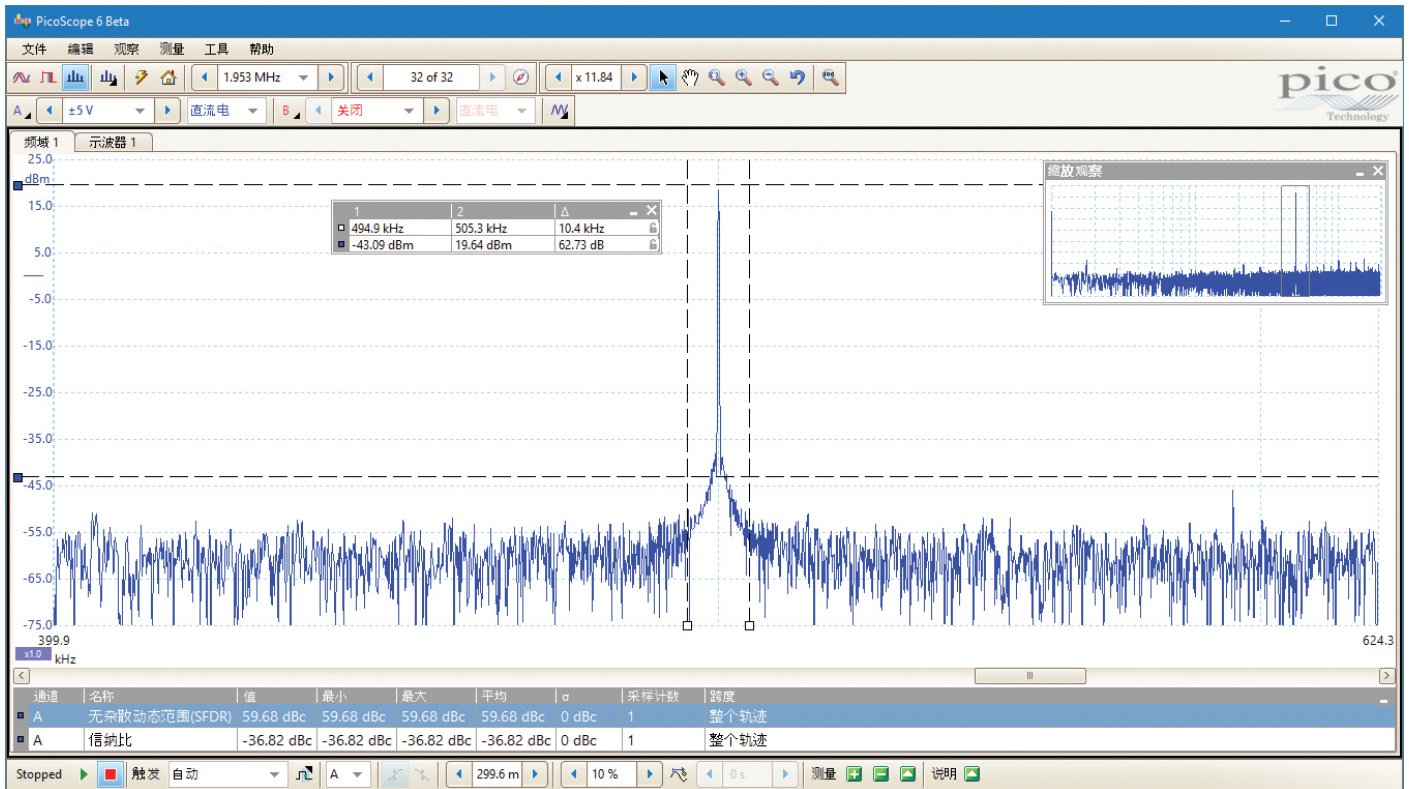 PicoScope 6 Beta
文件 编辑 观察 测量 工具 帮助
1.953 MHz 32 of 32 x 11.84
pico
Technology
A ±5 V 直流电 B 关闭 直流电
频域 1 示波器 1
25.0
dBm
15.0
5.0
-5.0
-15.0
-25.0
-35.0
-45.0
-55.0
-65.0
-75.0
1 2 Δ
494.9 kHz 505.3 kHz 10.4 kHz
-43.09 dBm 19.64 dBm 62.73 dB
缩放观察
399.9 624.3
x1.0 kHz
通道 名称 值 最小 最大 平均 σ 采样计数 跨度
A 无杂散动态范围(SFDR) 59.68 dBc 59.68 dBc 59.68 dBc 59.68 dBc 0 dBc 1 整个轨迹
A 信纳比 -36.82 dBc -36.82 dBc -36.82 dBc -36.82 dBc 0 dBc 1 整个轨迹
Stopped 触发 自动 A 299.6 m 10 % 0 s 测量 说明